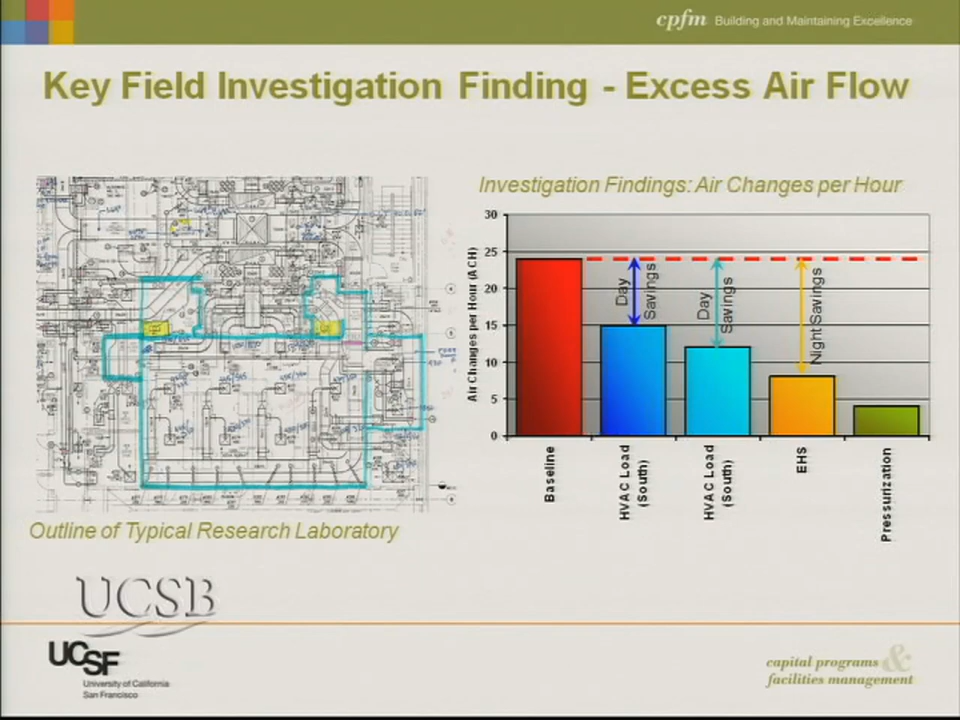 cpfm Building and Maintaining Excellence
Key Field Investigation Finding - Excess Air Flow
Investigation Findings: Air Changes per Hour
Air Changes per Hour (ACH)
30
25
20
15
10
5
0
Day
Savings
Day
Savings
Night Savings
Baseline
HVAC Load
(South)
HVAC Load
(South)
EHS
Pressurization
Outline of Typical Research Laboratory
UCSB
UCSF
University of California
San Francisco
capital programs &
facilities management